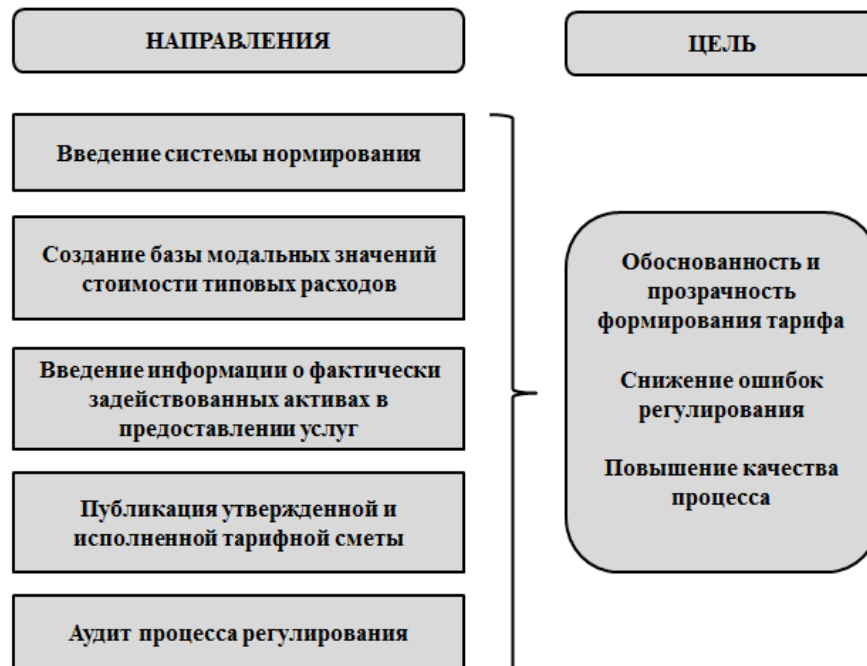 НАПРАВЛЕНИЯ
ЦЕЛЬ
Введение системы нормирования
Создание базы модальных значений
стоимости типовых расходов
Введение информации о фактически
задействованных активах в
предоставлении услуг
Публикация утвержденной и
исполненной тарифной сметы
Аудит процесса регулирования
Обоснованность и
прозрачность
формирования тарифа
Снижение ошибок
регулирования
Повышение качества
процесса